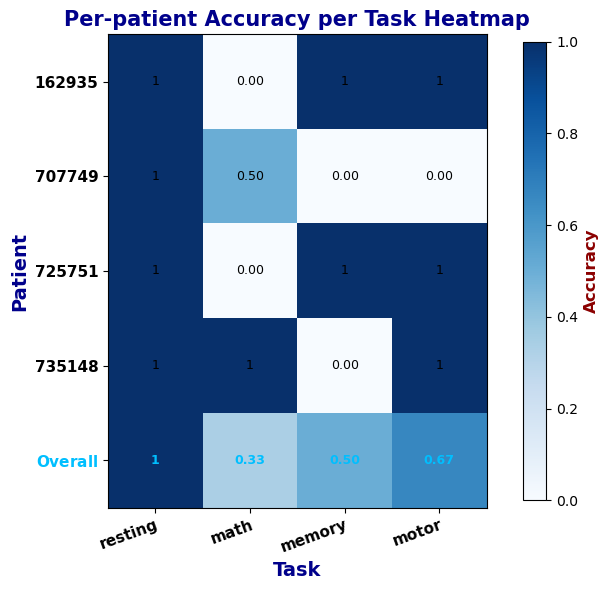 Per-patient Accuracy per Task Heatmap
162935 1 0.00 1 1
707749 1 0.50 0.00 0.00
725751 1 0.00 1 1
735148 1 1 0.00 1
Overall 1 0.33 0.50 0.67
resting math memory motor
Task
Patient
1.0
0.8
0.6
0.4
0.2
0.0
Accuracy